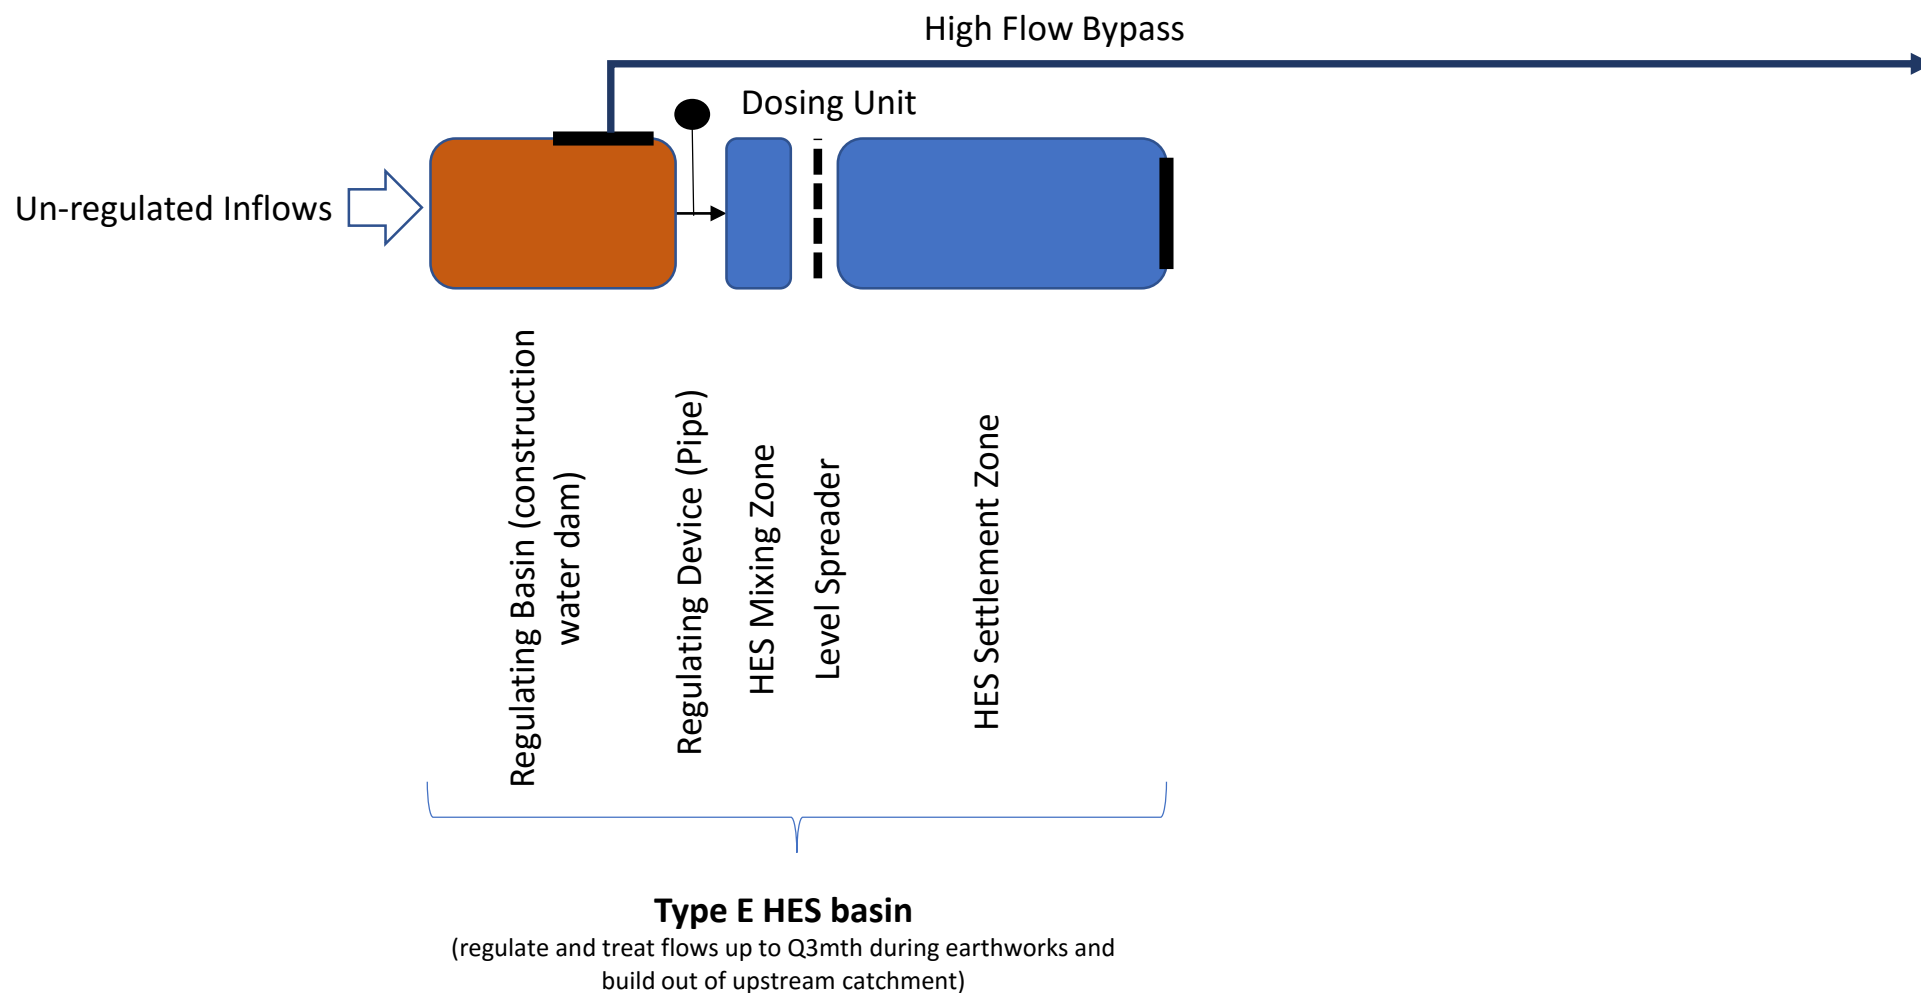 High Flow Bypass
Dosing Unit
Un-regulated Inflows
Regulating Basin (construction
water dam)
Regulating Device (Pipe)
HES Mixing Zone
Level Spreader
HES Settlement Zone
Type E HES basin
(regulate and treat flows up to Q3mth during earthworks and
build out of upstream catchment)